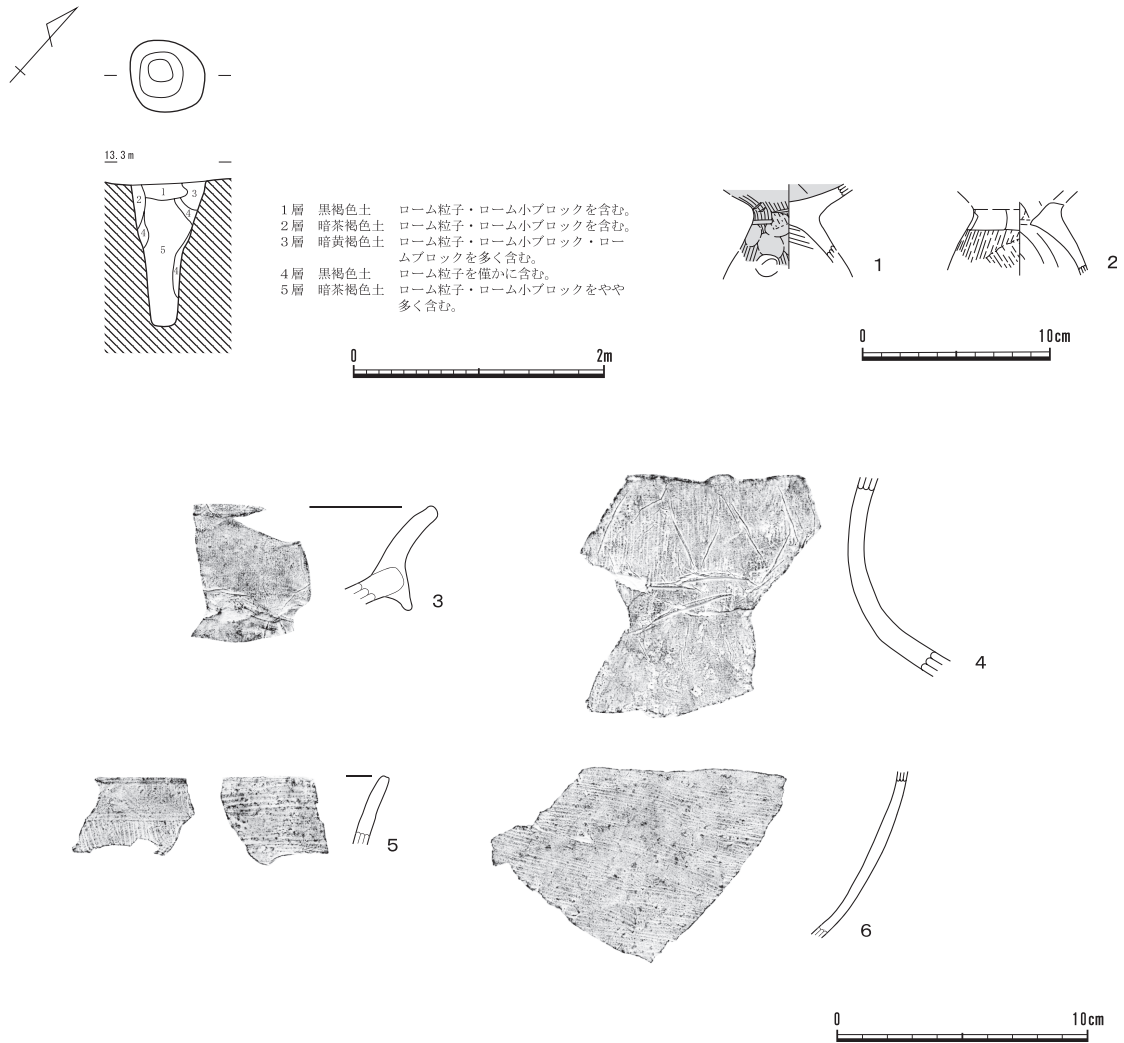 13.3m
1
2
3
4
4
5
4
1層 黒褐色土 ローム粒子・ローム小ブロックを含む。
2層 暗茶褐色土 ローム粒子・ローム小ブロックを含む。
3層 暗黄褐色土 ローム粒子・ローム小ブロック・ロー
ムブロックを多く含む。
4層 黒褐色土 ローム粒子を僅かに含む。
5層 暗茶褐色土 ローム粒子・ローム小ブロックをやや
多く含む。
0 2m
1
2
0 10cm
3
4
5
6
0 10cm